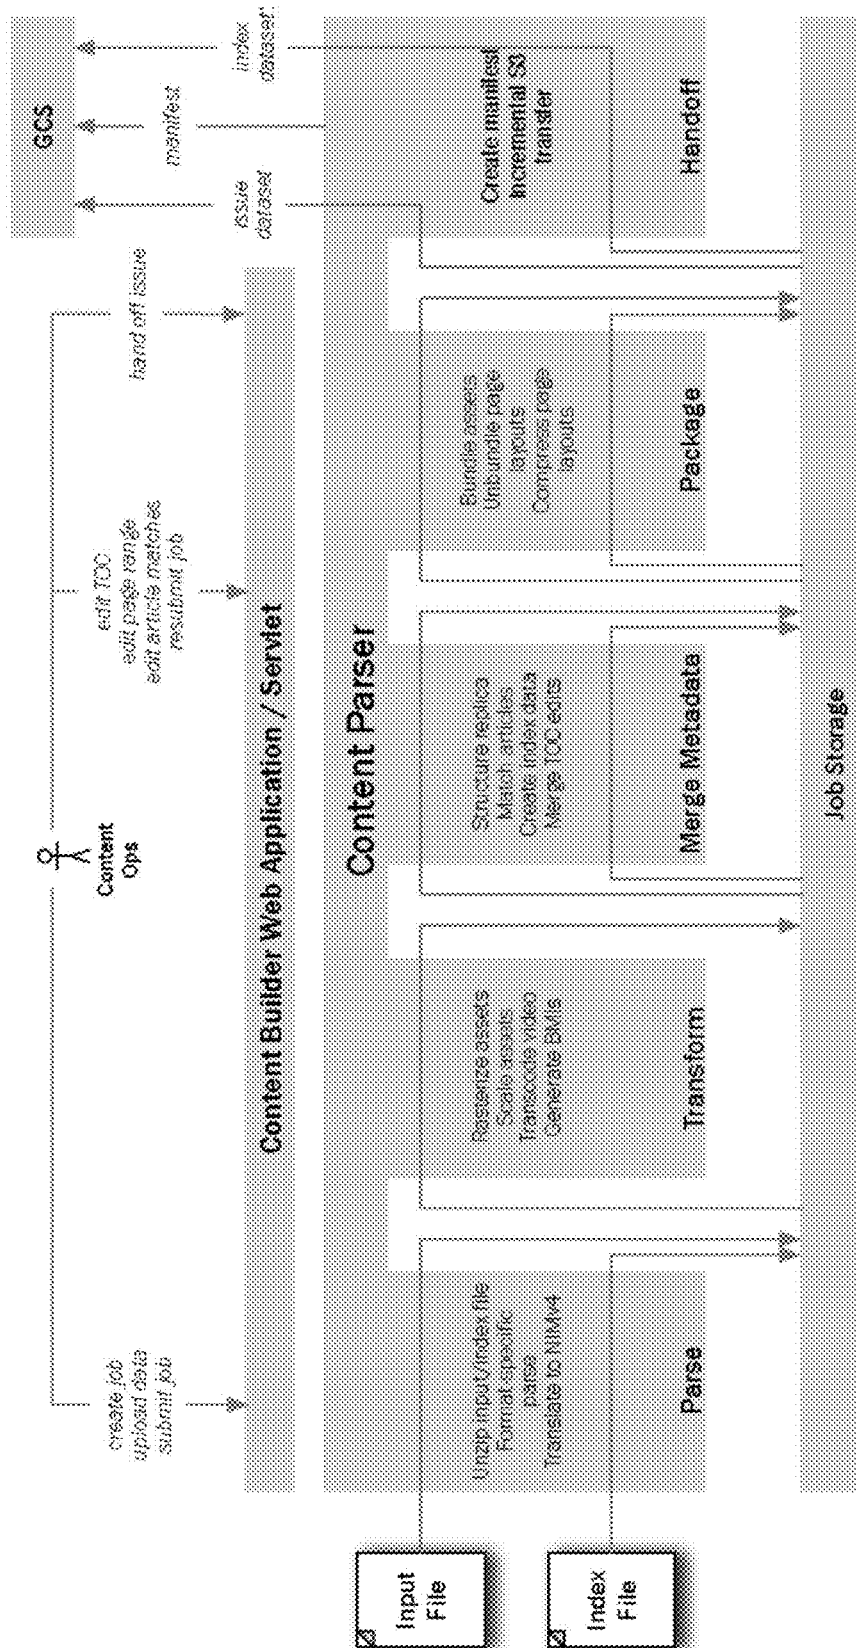 create job
upload data
submit job
Content
Ops
edit TOC
edit page range
edit article matches
resubmit job
hand off issue
GCS
issue
dataset
manifest
index
dataset
Content Builder Web Application / Servlet
Content Parser
Input
File
Index
File
Unzip input/index file
Format-specific
parse
Translate to NIMv4
Parse
Rasterize assets
Scale assets
Transcode video
Generate BMIs
Transform
Structure replica
Match articles
Create index data
Merge TOC edits
Merge Metadata
Bundle assets
Unbundle page
layouts
Compress page
layouts
Package
Create manifest
Incremental S3
transfer
Handoff
Job Storage